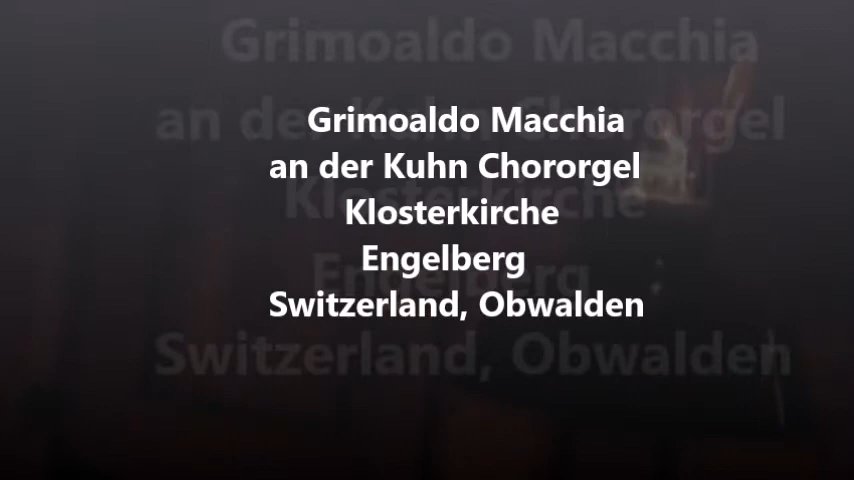 Grimoaldo Macchia
an der Kuhn Chororgel
Klosterkirche
Engelberg
Switzerland, Obwalden